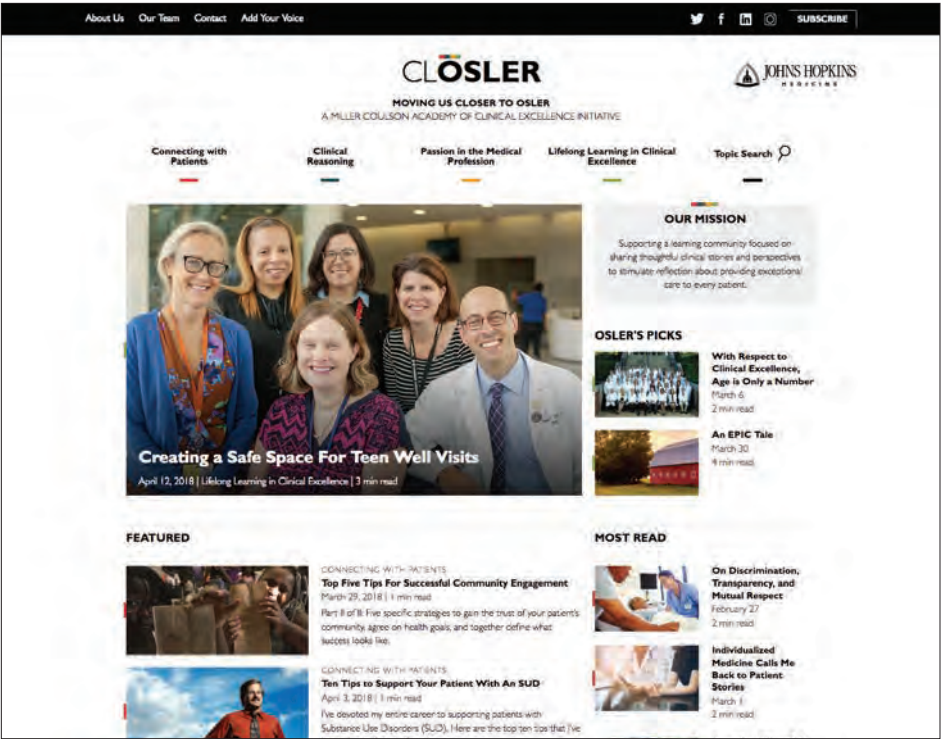 About Us Our Team Contact Add Your Voice
SUBSCRIBE
CLÖSLER
JOHNS HOPKINS
MEDICINE
MOVING US CLOSER TO OSLER
A MILLER COULSON ACADEMY OF CLINICAL EXCELLENCE INITIATIVE
Connecting with
Patients
Clinical
Reasoning
Passion in the Medical
Profession
Lifelong Learning in Clinical
Excellence
Topic Search
Creating a Safe Space For Teen Well Visits
April 12, 2018 | Lifelong Learning in Clinical Excellence | 3 min read
OUR MISSION
Supporting a learning community focused on
sharing thoughtful clinical stories and perspectives
to stimulate reflection about providing exceptional
care to every patient.
OSLER'S PICKS
With Respect to
Clinical Excellence,
Age is Only a Number
March 6
2 min read
An EPIC Tale
March 30
4 min read
FEATURED
CONNECTING WITH PATIENTS
Top Five Tips For Successful Community Engagement
March 29, 2018 | 1 min read
Part II of II: Five specific strategies to gain the trust of your patient's
community, agree on health goals, and together define what
success looks like.
CONNECTING WITH PATIENTS
Ten Tips to Support Your Patient With An SUD
April 3, 2018 | 1 min read
I've devoted my entire career to supporting patients with
Substance Use Disorders (SUD). Here are the top ten tips that I've
MOST READ
On Discrimination,
Transparency, and
Mutual Respect
February 27
2 min read
Individualized
Medicine Calls Me
Back to Patient
Stories
March 1
2 min read